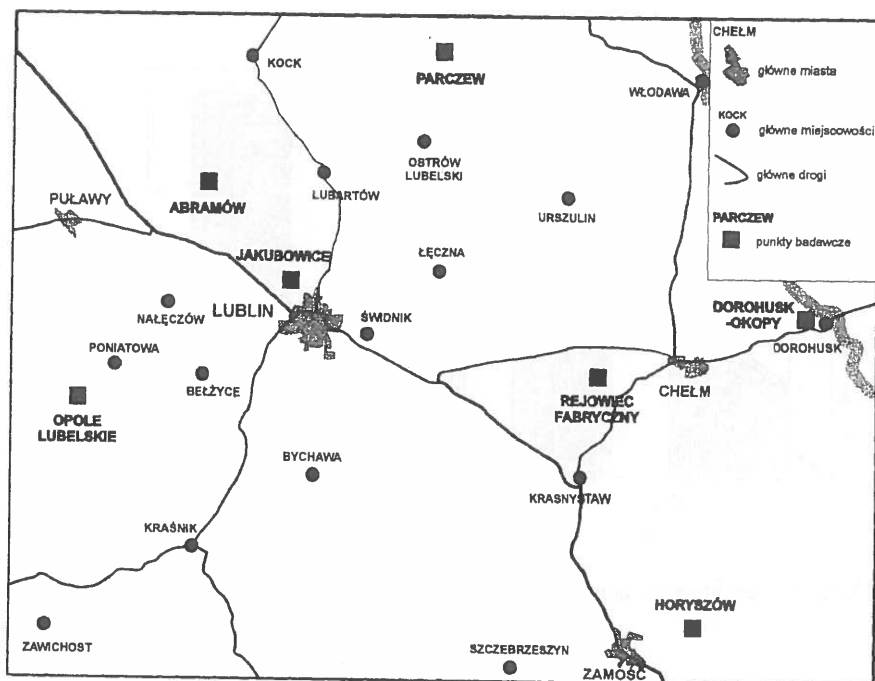 CHEŁM
główne miasta
KOCK
główne miejscowości
główne drogi
PARCZEW
punkty badawcze
KOCK
PARCZEW
WŁODAWA
OSTRÓW
LUBELSKI
LUBARTÓW
PUŁAWY
ABRAMÓW
URSZULIN
JAKUBOWICE
ŁĘCZNA
LUBLIN
NAŁĘCZÓW
ŚWIDNIK
DOROHUSK
-OKOPY
DOROHUSK
PONIATOWA
BEŁŻYCE
CHEŁM
REJOWIEC
FABRYCZNY
OPOLE
LUBELSKIE
BYCHAWA
KRASNYSTAW
KRAŚNIK
HORYSZÓW
ZAWICHOST
SZCZEBRZESZYN
ZAMOŚĆ